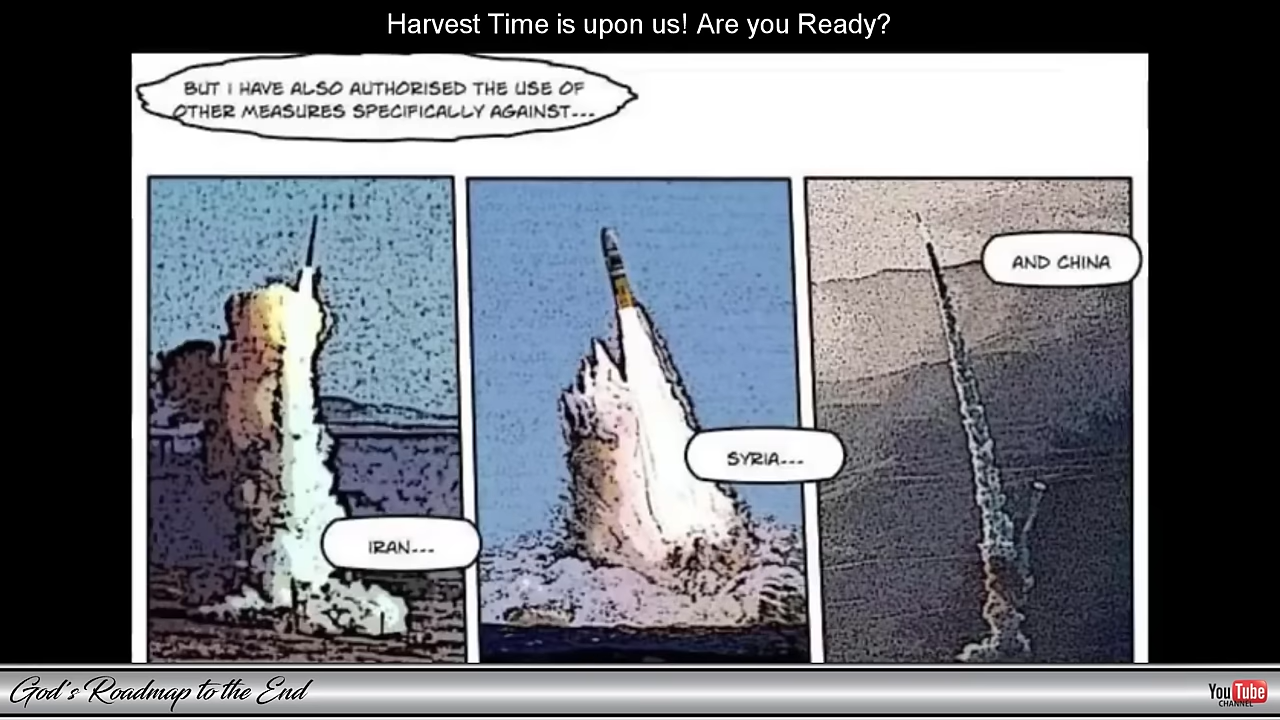 Harvest Time is upon us! Are you Ready?
BUT I HAVE ALSO AUTHORISED THE USE OF
OTHER MEASURES SPECIFICALLY AGAINST---
AND CHINA
SYRIA---
IRAN---
God's Roadmap to the End
YouTube
CHANNEL